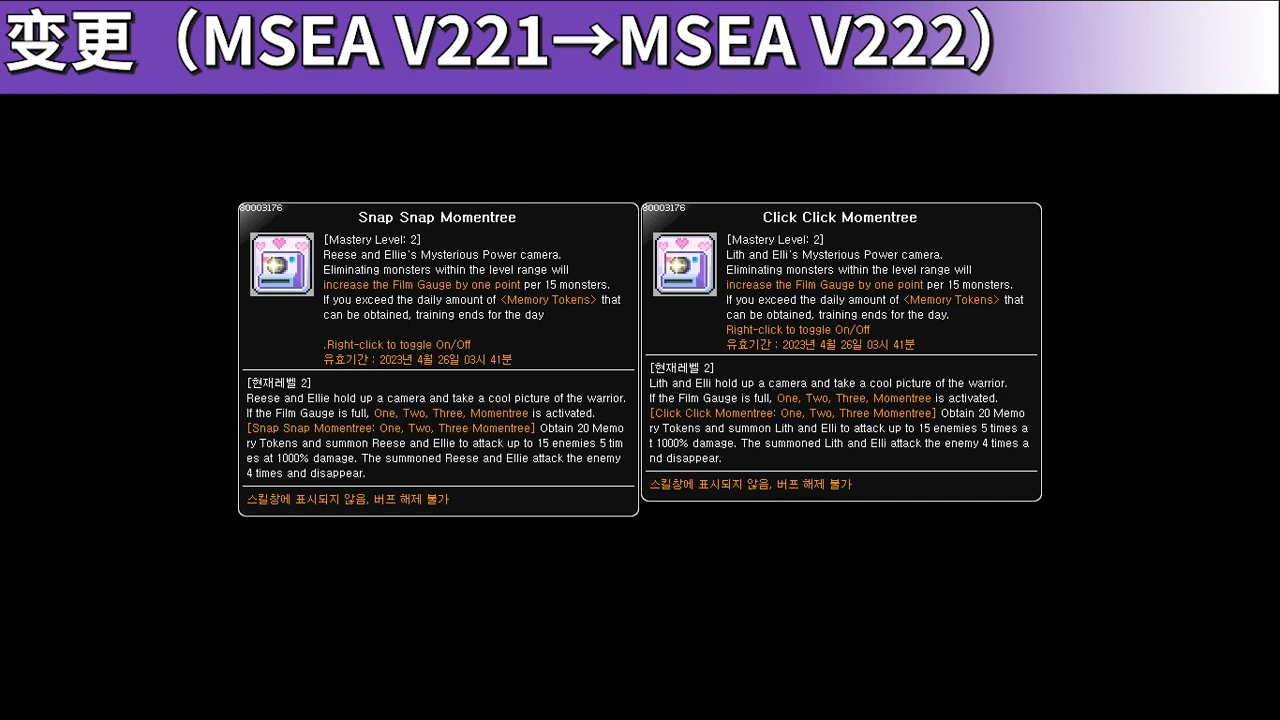 变更（MSEA V221→MSEA V222）
80003176
Snap Snap Momentree
[Mastery Level: 2]
Reese and Ellie's Mysterious Power camera.
Eliminating monsters within the level range will
increase the Film Gauge by one point per 15 monsters.
If you exceed the daily amount of <Memory Tokens> that
can be obtained, training ends for the day
.Right-click to toggle On/Off
유효기간 : 2023년 4월 26일 03시 41분
[현재레벨 2]
Reese and Ellie hold up a camera and take a cool picture of the warrior.
If the Film Gauge is full, One, Two, Three, Momentree is activated.
[Snap Snap Momentree: One, Two, Three Momentree] Obtain 20 Memo
ry Tokens and summon Reese and Ellie to attack up to 15 enemies 5 tim
es at 1000% damage. The summoned Reese and Ellie attack the enemy
4 times and disappear.
스킬창에 표시되지 않음, 버프 해제 불가
80003176
Click Click Momentree
[Mastery Level: 2]
Lith and Elli's Mysterious Power camera.
Eliminating monsters within the level range will
increase the Film Gauge by one point per 15 monsters.
If you exceed the daily amount of <Memory Tokens> that
can be obtained, training ends for the day.
Right-click to toggle On/Off
유효기간 : 2023년 4월 26일 03시 41분
[현재레벨 2]
Lith and Elli hold up a camera and take a cool picture of the warrior.
If the Film Gauge is full, One, Two, Three, Momentree is activated.
[Click Click Momentree: One, Two, Three Momentree] Obtain 20 Memo
ry Tokens and summon Lith and Elli to attack up to 15 enemies 5 times a
t 1000% damage. The summoned Lith and Elli attack the enemy 4 times a
nd disappear.
스킬창에 표시되지 않음, 버프 해제 불가